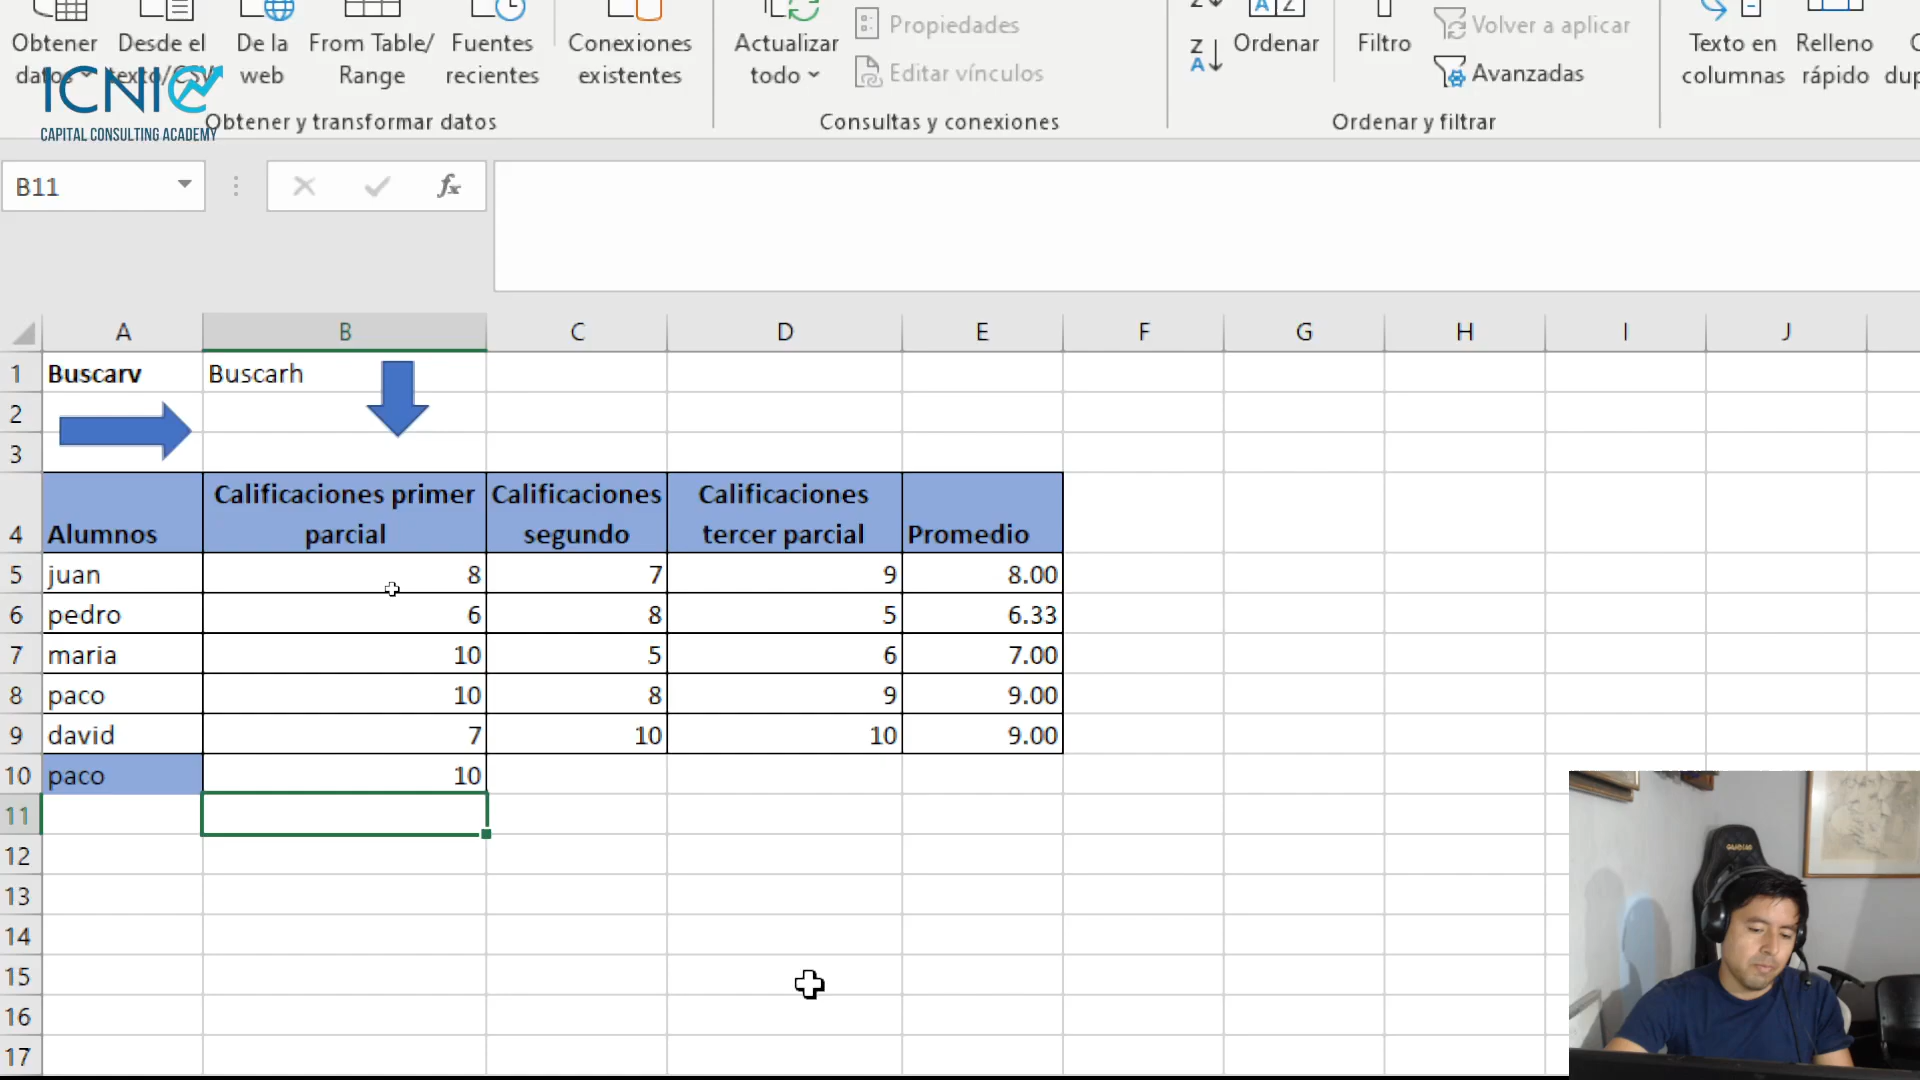 Obtener datos
Desde el texto/CSV
De la web
From Table/ Range
Fuentes recientes
Conexiones existentes
Actualizar todo
Propiedades
Editar vínculos
Ordenar
Filtro
Volver a aplicar
Avanzadas
Texto en columnas
Relleno rápido
ICNI
CAPITAL CONSULTING ACADEMY
Obtener y transformar datos
Consultas y conexiones
Ordenar y filtrar
B11
fx
A B C D E F G H I J
1 Buscarv Buscarh
2
3
Calificaciones primer Calificaciones Calificaciones
4 Alumnos parcial segundo tercer parcial Promedio
5 juan 8 7 9 8.00
6 pedro 6 8 5 6.33
7 maria 10 5 6 7.00
8 paco 10 8 9 9.00
9 david 7 10 10 9.00
10 paco 10
11
12
13
14
15
16
17